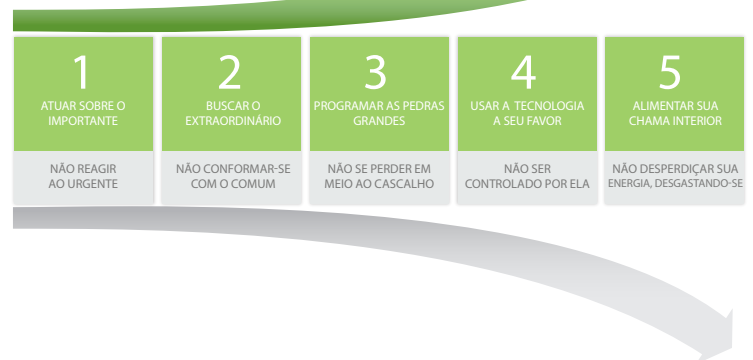 1
ATUAR SOBRE O
IMPORTANTE
NÃO REAGIR
AO URGENTE
2
BUSCAR O
EXTRAORDINÁRIO
NÃO CONFORMAR-SE
COM O COMUM
3
PROGRAMAR AS PEDRAS
GRANDES
NÃO SE PERDER EM
MEIO AO CASCALHO
4
USAR A TECNOLOGIA
A SEU FAVOR
NÃO SER
CONTROLADO POR ELA
5
ALIMENTAR SUA
CHAMA INTERIOR
NÃO DESPERDIÇAR SUA
ENERGIA, DESGASTANDO-SE